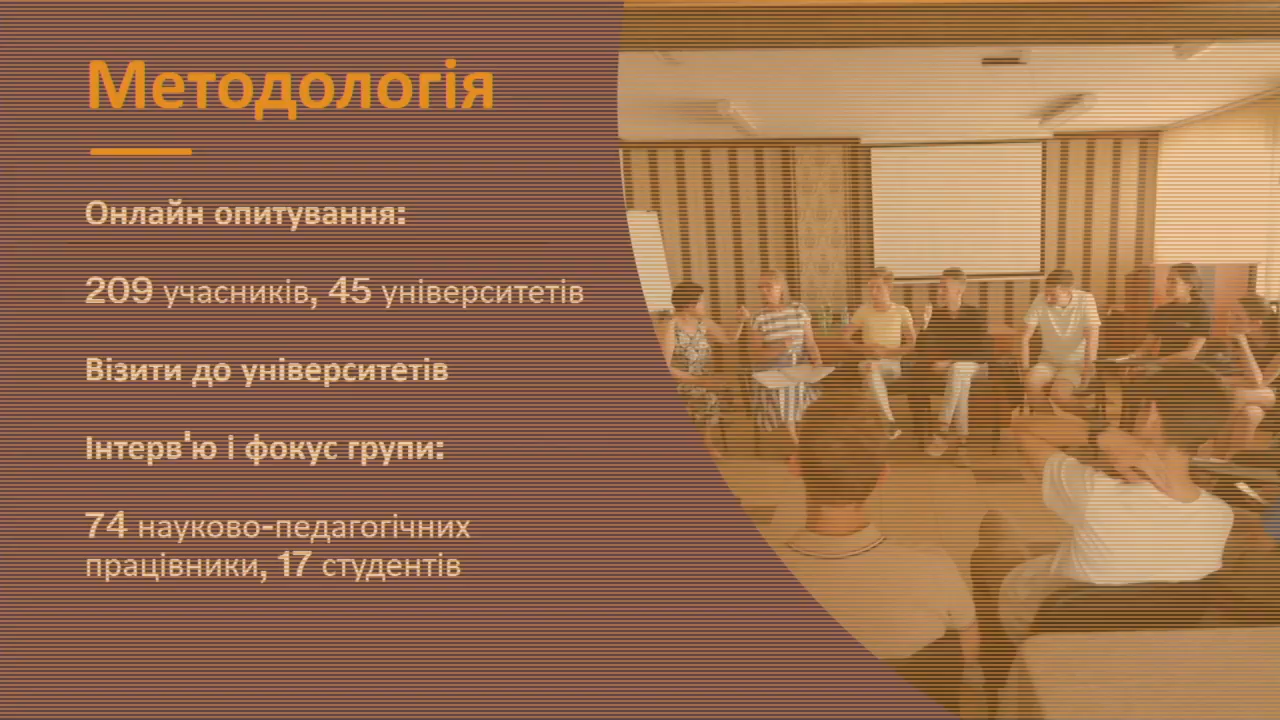 Методологія
Онлайн опитування:
209 учасників, 45 університетів
Візити до університетів
Інтерв'ю і фокус групи:
74 науково-педагогічних
працівники, 17 студентів